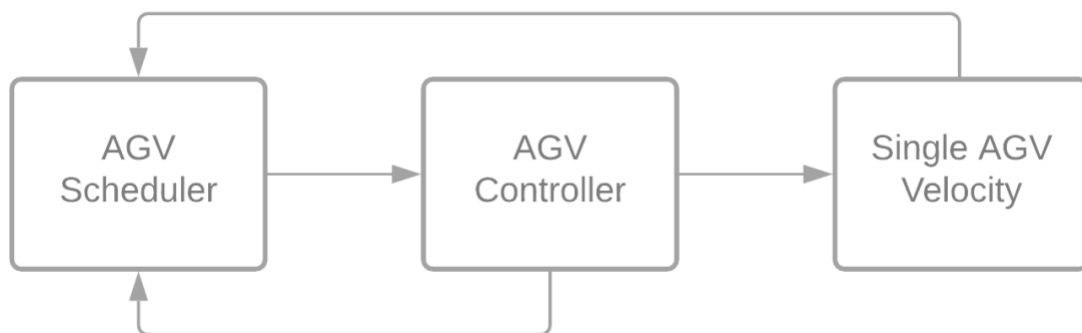 AGV
Scheduler
AGV
Controller
Single AGV
Velocity